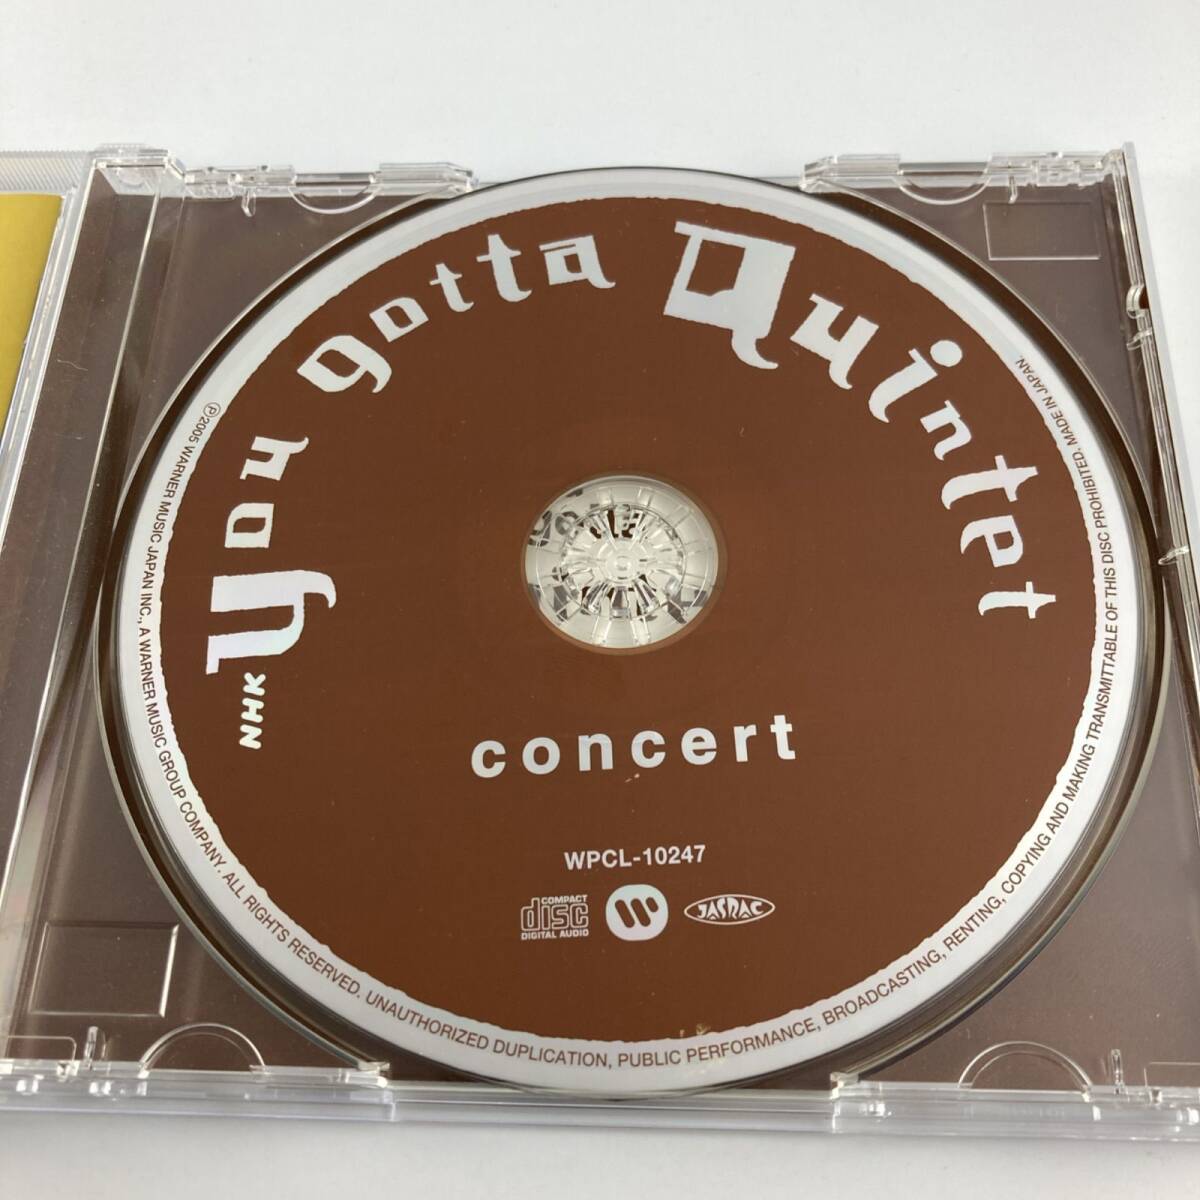 NHK You gotta Quintet
concert
WPCL-10247
COMPACT
disc
DIGITAL AUDIO
JASRAC
℗2005 WARNER MUSIC JAPAN INC., A WARNER MUSIC GROUP COMPANY. ALL RIGHTS RESERVED. UNAUTHORIZED DUPLICATION, PUBLIC PERFORMANCE, BROADCASTING, RENTING, COPYING AND MAKING TRANSMITTABLE OF THIS DISC PROHIBITED. MADE IN JAPAN.